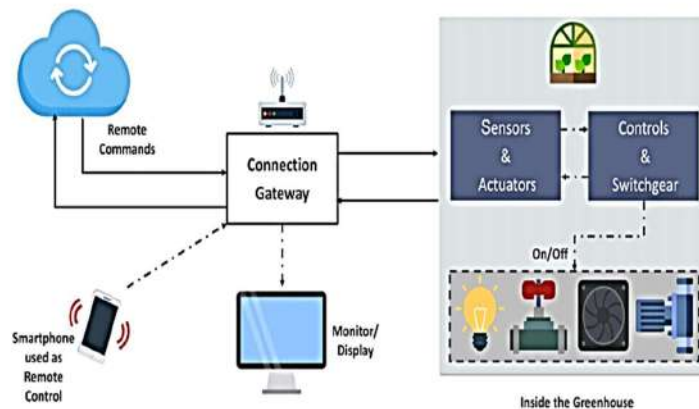 Remote
Commands
Connection
Gateway
Sensors
&
Actuators
Controls
&
Switchgear
On/Off
Smartphone
used as
Remote
Control
Monitor/
Display
Inside the Greenhouse